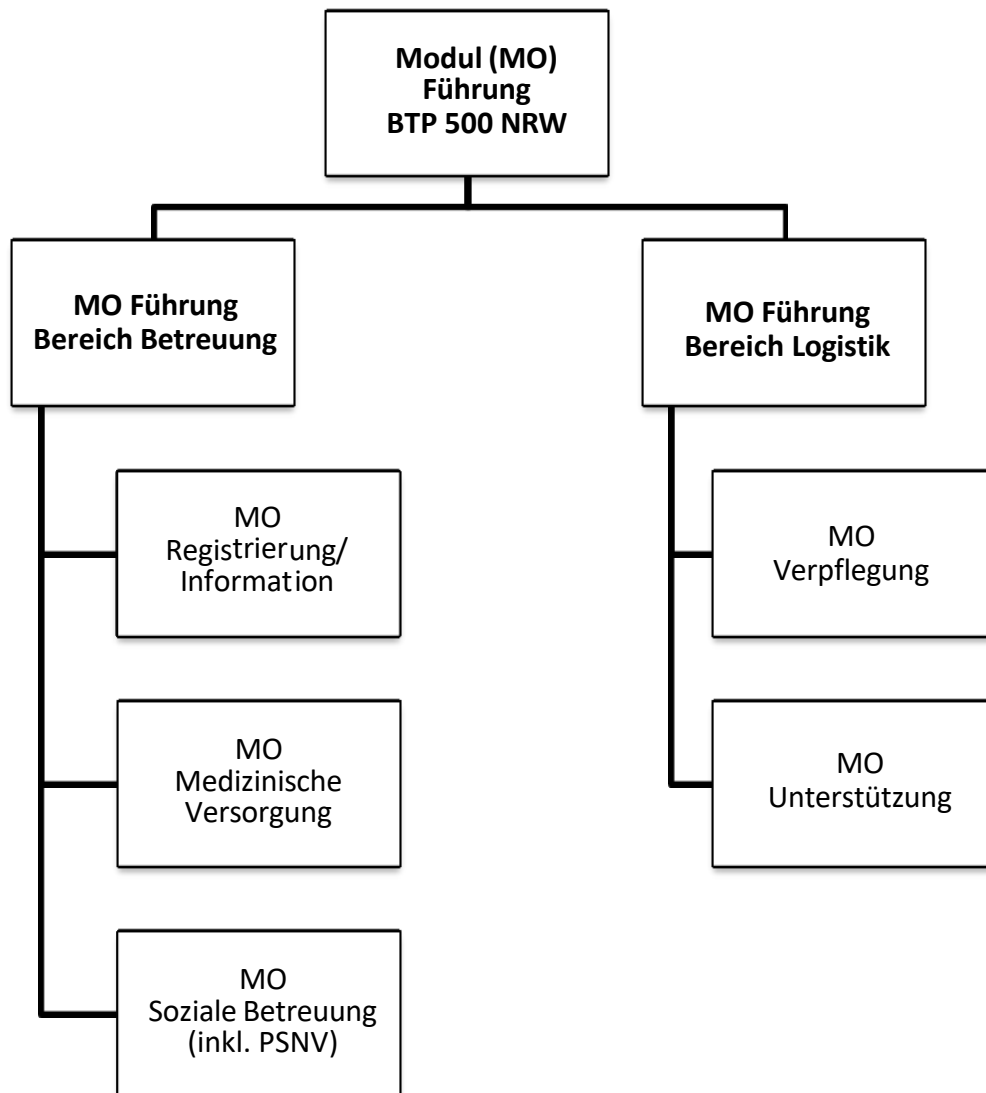 Modul (MO)
Führung
BTP 500 NRW
MO Führung
Bereich Betreuung
MO Führung
Bereich Logistik
MO
Registrierung/
Information
MO
Verpflegung
MO
Medizinische
Versorgung
MO
Unterstützung
MO
Soziale Betreuung
(inkl. PSNV)